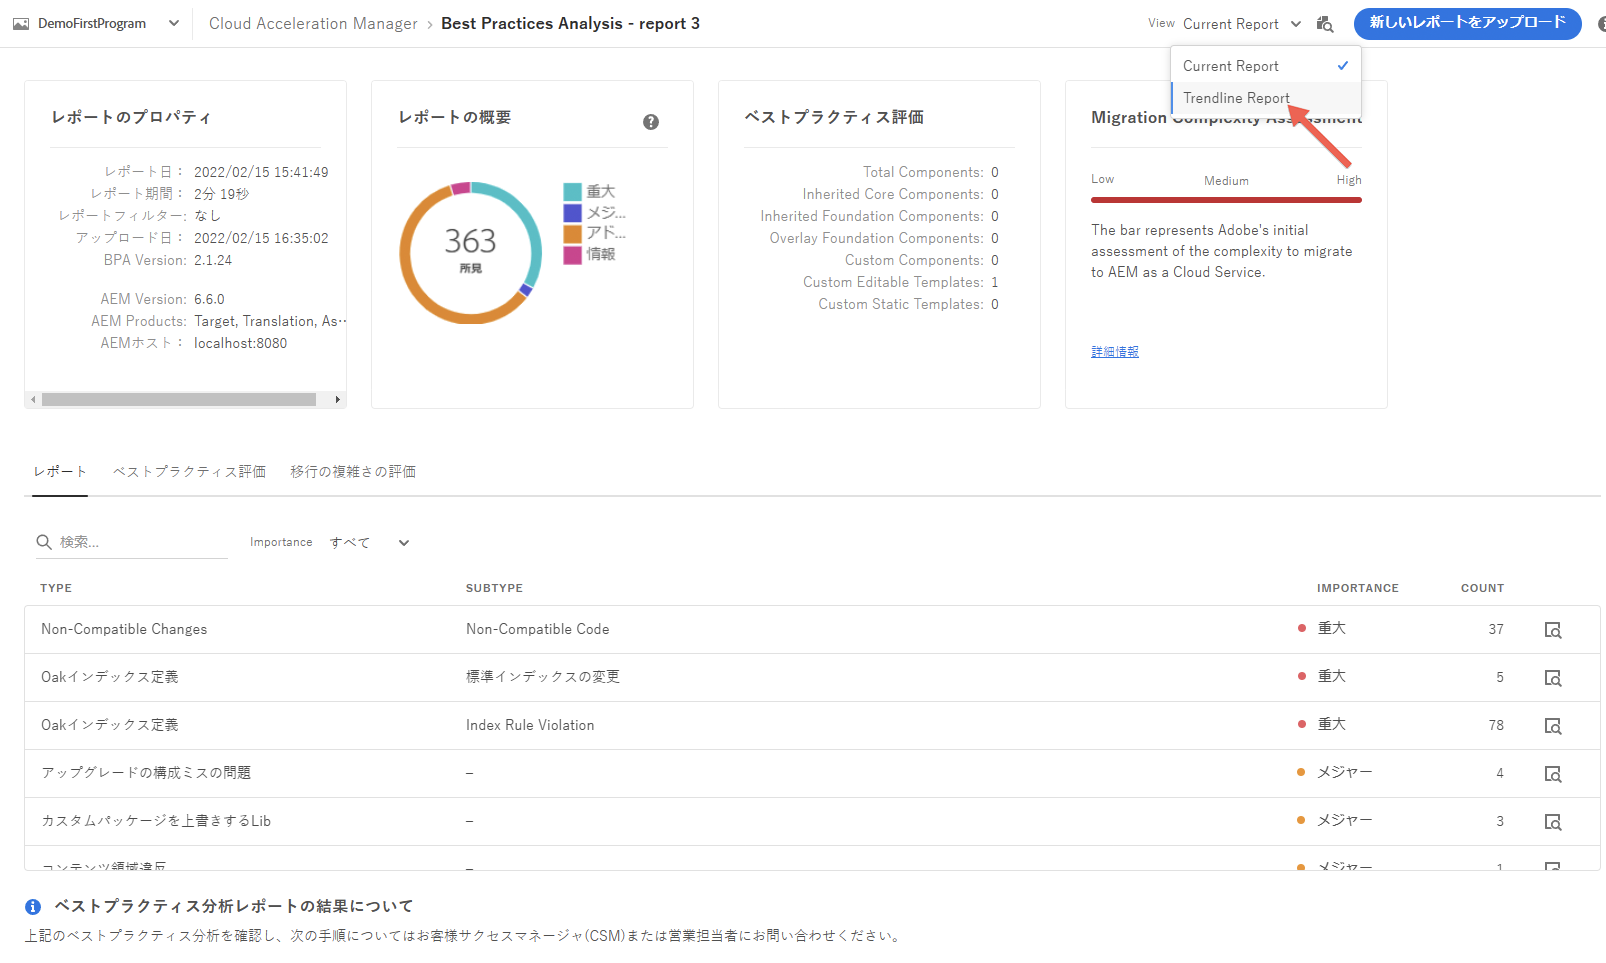 DemoFirstProgram
Cloud Acceleration Manager › Best Practices Analysis - report 3
View Current Report
新しいレポートをアップロード
Current Report
Trendline Report
レポートのプロパティ
レポート日： 2022/02/15 15:41:49
レポート期間： 2分 19秒
レポートフィルター: なし
アップロード日： 2022/02/15 16:35:02
BPA Version: 2.1.24
AEM Version: 6.6.0
AEM Products: Target, Translation, As···
AEMホスト： localhost:8080
レポートの概要
363
所見
重大
メジ...
アド...
情報
ベストプラクティス評価
Total Components: 0
Inherited Core Components: 0
Inherited Foundation Components: 0
Overlay Foundation Components: 0
Custom Components: 0
Custom Editable Templates: 1
Custom Static Templates: 0
Migration Complexity Assessment
Low Medium High
The bar represents Adobe's initial
assessment of the complexity to migrate
to AEM as a Cloud Service.
詳細情報
レポート ベストプラクティス評価 移行の複雑さの評価
検索... Importance すべて
TYPE SUBTYPE IMPORTANCE COUNT
Non-Compatible Changes Non-Compatible Code 重大 37
Oakインデックス定義 標準インデックスの変更 重大 5
Oakインデックス定義 Index Rule Violation 重大 78
アップグレードの構成ミスの問題 – メジャー 4
カスタムパッケージを上書きするLib – メジャー 3
コンテンツ領域違反 – メジャー 1
ベストプラクティス分析レポートの結果について
上記のベストプラクティス分析を確認し、次の手順についてはお客様サクセスマネージャ(CSM)または営業担当者にお問い合わせください。